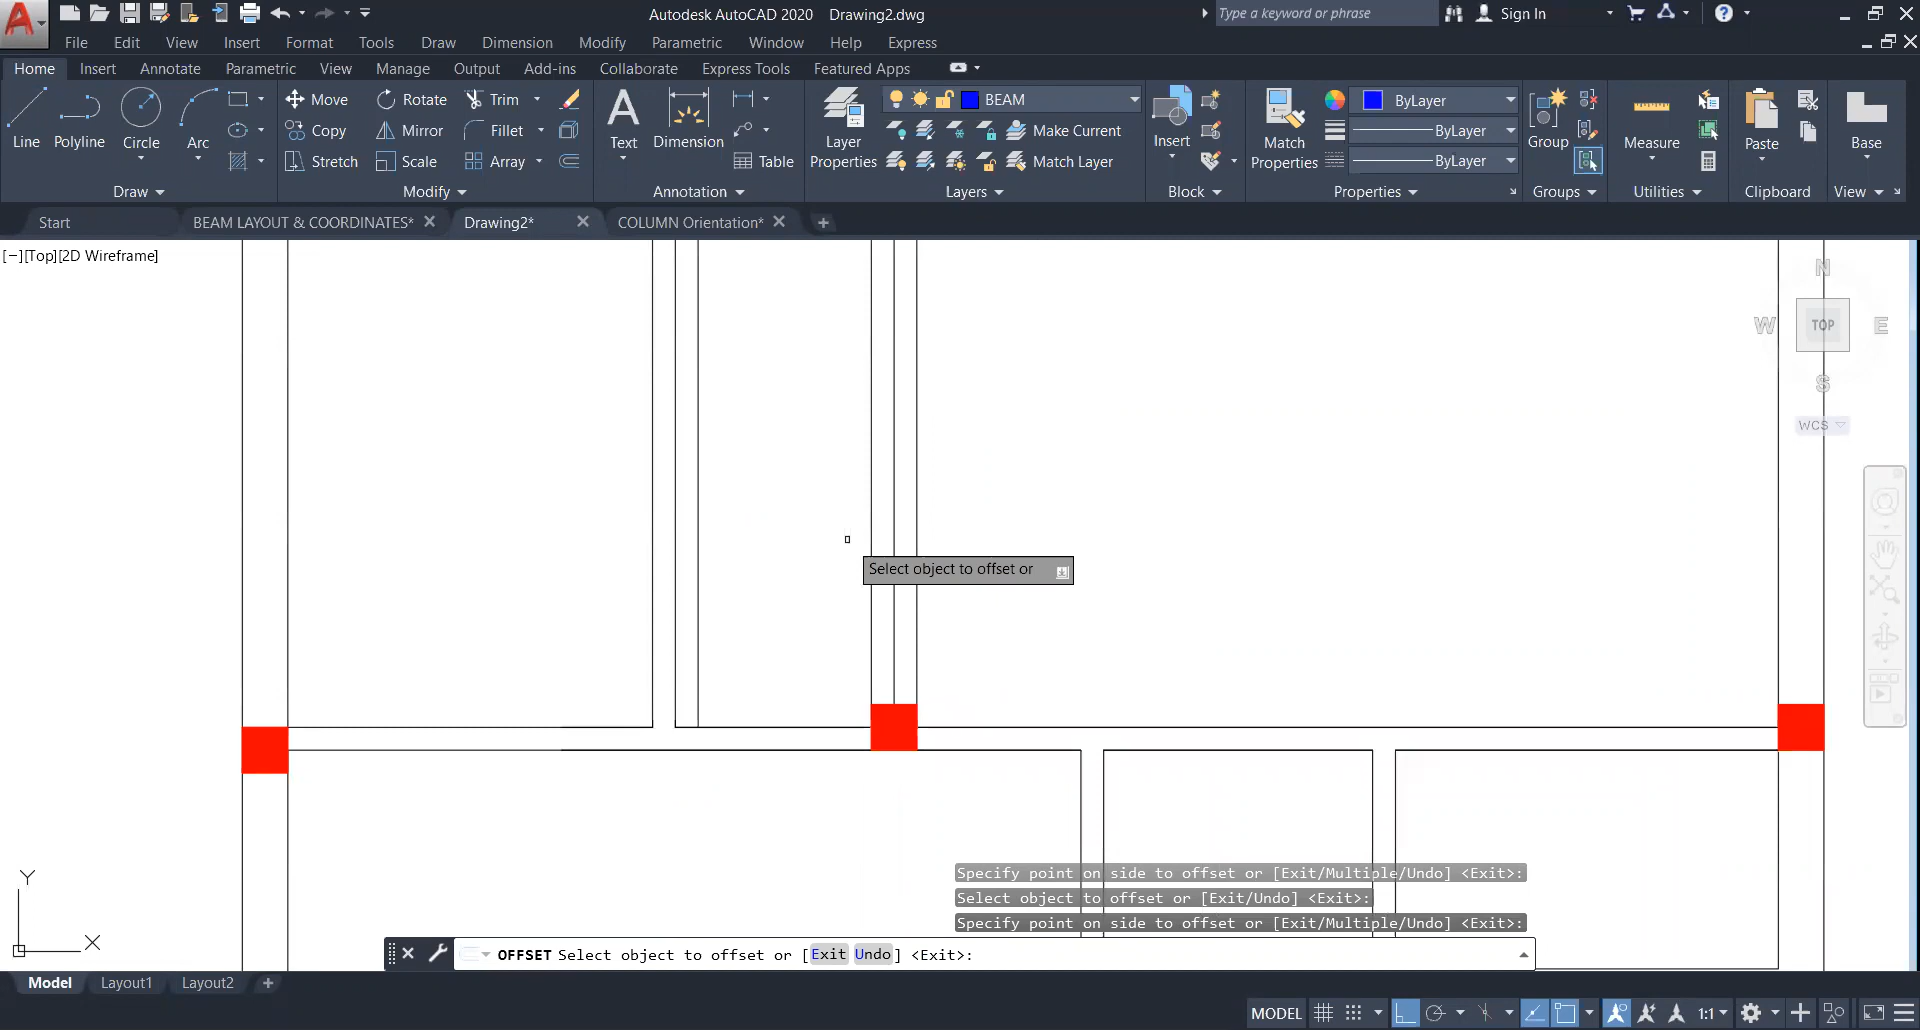 Autodesk AutoCAD 2020 Drawing2.dwg
Type a keyword or phrase
Sign In
File Edit View Insert Format Tools Draw Dimension Modify Parametric Window Help Express
Home Insert Annotate Parametric View Manage Output Add-ins Collaborate Express Tools Featured Apps
Line Polyline Circle Arc
Draw
Move Rotate Trim
Copy Mirror Fillet
Stretch Scale Array
Modify
Text Dimension Table
Annotation
Layer Properties
BEAM
Make Current
Match Layer
Layers
Insert
Block
Match Properties
ByLayer
ByLayer
ByLayer
Properties
Group
Groups
Measure
Utilities
Paste
Clipboard
Base
View
Start BEAM LAYOUT & COORDINATES* Drawing2* COLUMN Orientation*
[−][Top][2D Wireframe]
N
W TOP E
S
WCS
Select object to offset or
Specify point on side to offset or [Exit/Multiple/Undo] <Exit>:
Select object to offset or [Exit/Undo] <Exit>:
Specify point on side to offset or [Exit/Multiple/Undo] <Exit>:
Y
X
OFFSET Select object to offset or [Exit Undo] <Exit>:
Model Layout1 Layout2
MODEL 1:1